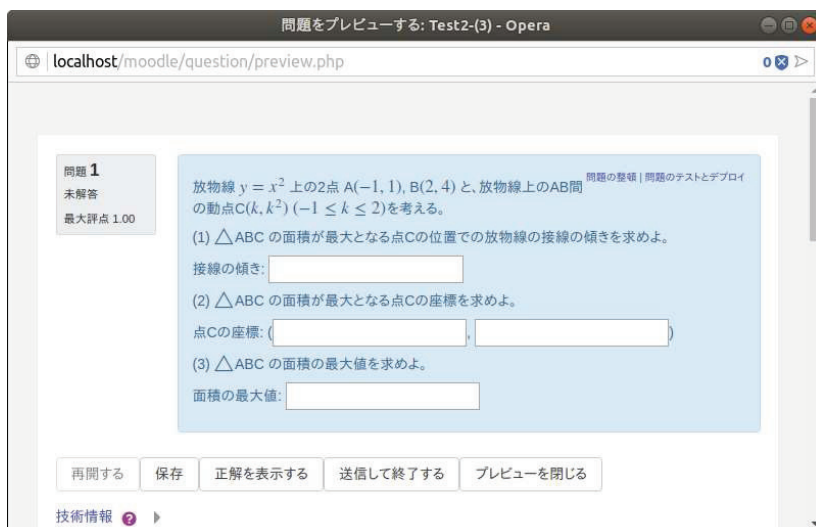 問題をプレビューする: Test2-(3) - Opera
localhost/moodle/question/preview.php
0
問題 1
未解答
最大評点 1.00
問題の整頓 | 問題のテストとデプロイ
放物線 y = x² 上の2点 A(−1, 1), B(2, 4) と、放物線上のAB間
の動点C(k, k²) (−1 ≤ k ≤ 2)を考える。
(1) △ABC の面積が最大となる点Cの位置での放物線の接線の傾きを求めよ。
接線の傾き:
(2) △ABC の面積が最大となる点Cの座標を求めよ。
点Cの座標: ( , )
(3) △ABC の面積の最大値を求めよ。
面積の最大値:
再開する 保存 正解を表示する 送信して終了する プレビューを閉じる
技術情報 ?